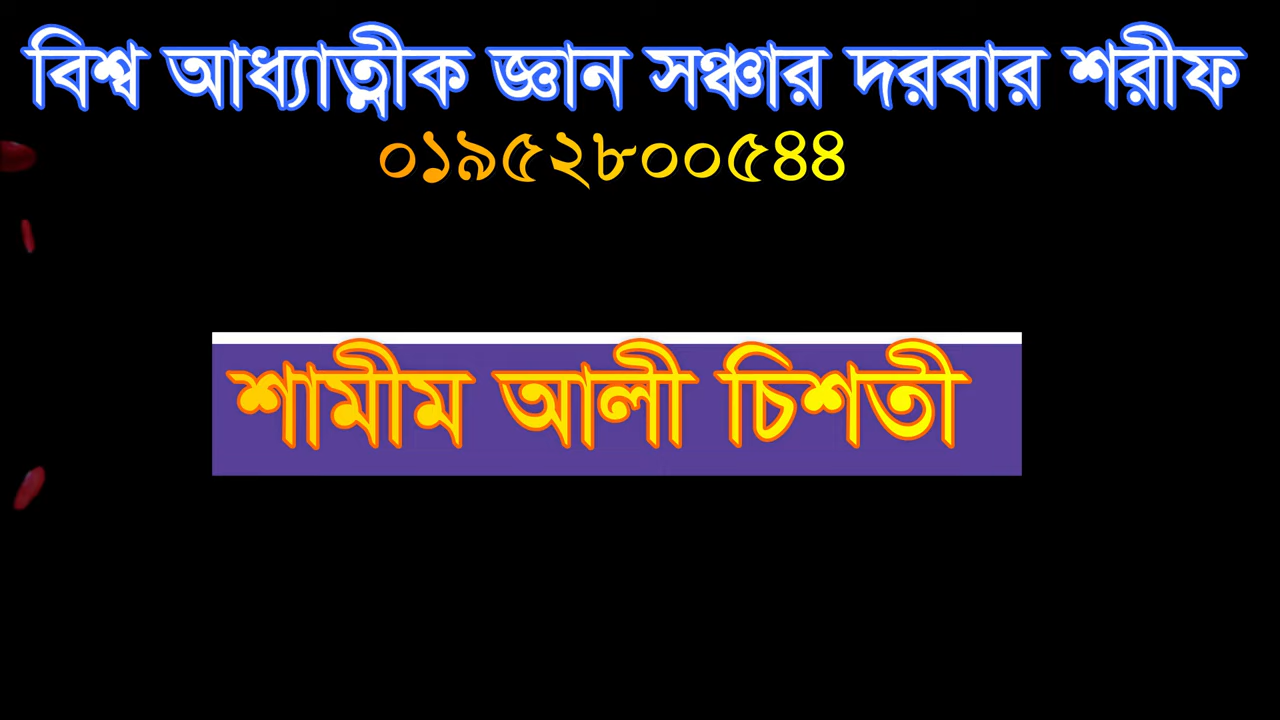 বিশ্ব আধ্যাত্নীক জ্ঞান সঞ্চার দরবার শরীফ
০১৯৫২৮০০৫৪৪
শামীম আলী চিশতী